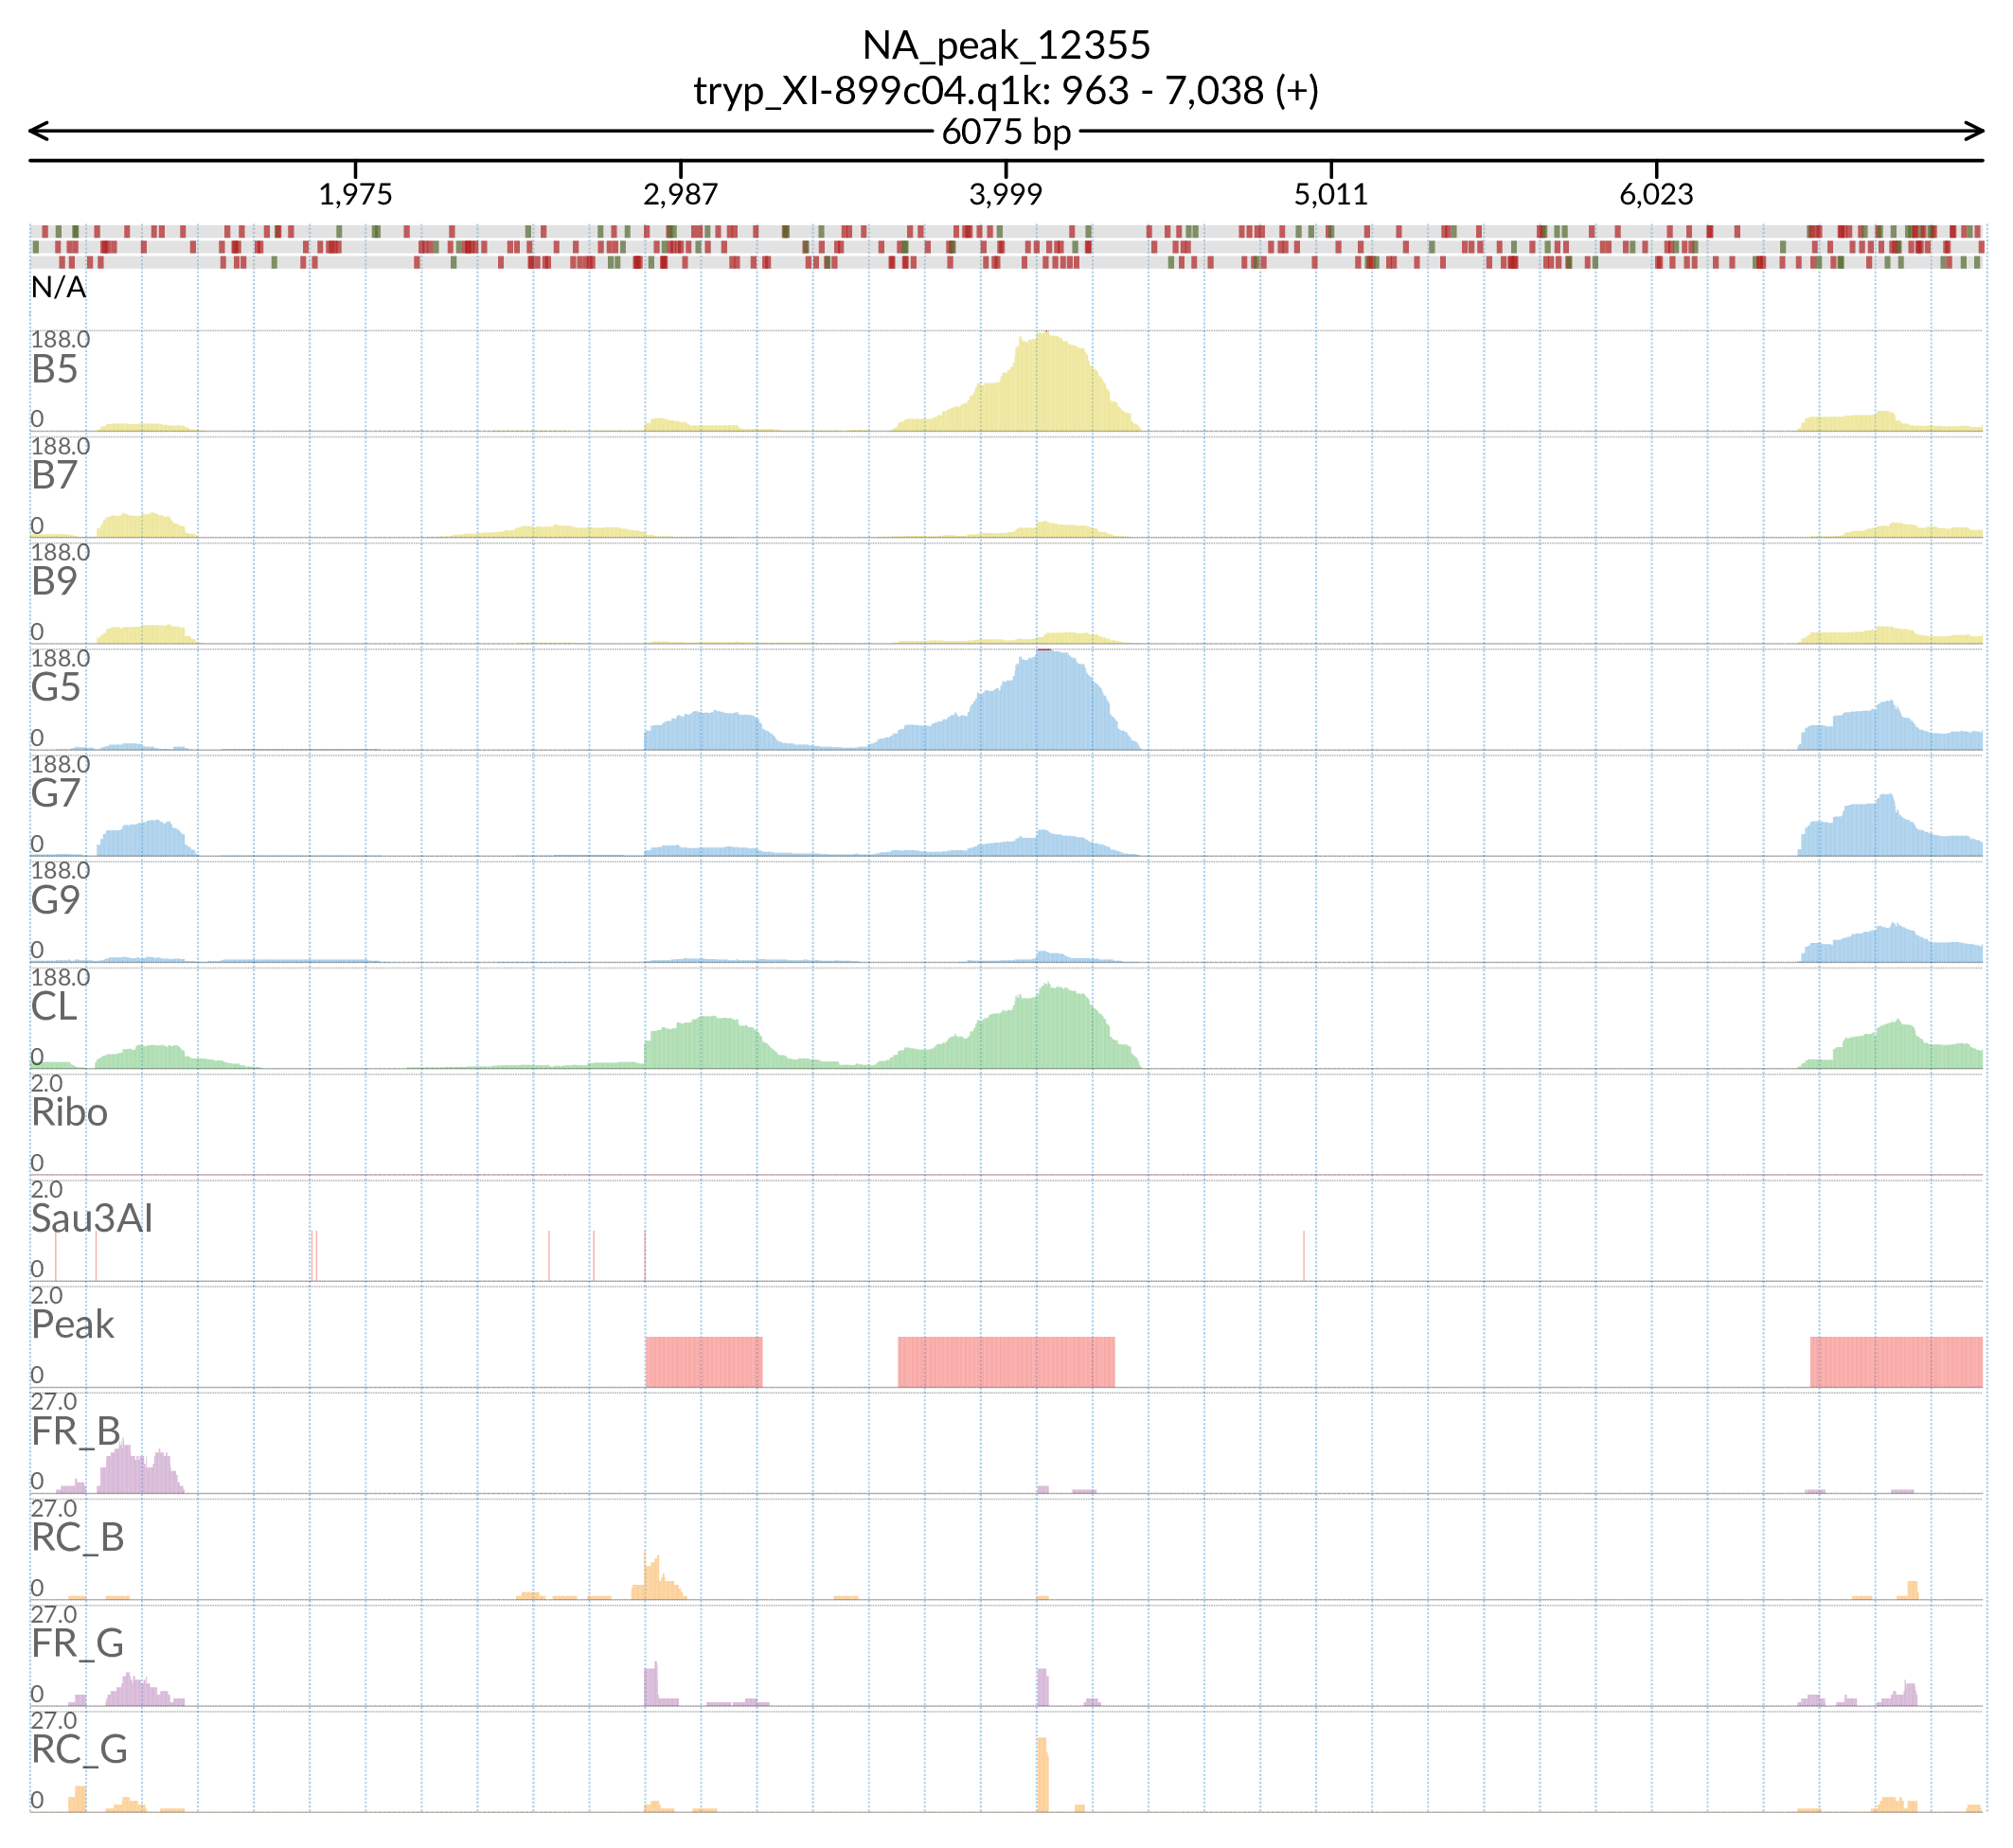 NA_peak_12355
tryp_XI-899c04.q1k: 963 - 7,038 (+)
6075 bp
1,975 2,987 3,999 5,011 6,023
N/A
188.0
B5
0
188.0
B7
0
188.0
B9
0
188.0
G5
0
188.0
G7
0
188.0
G9
0
188.0
CL
0
2.0
Ribo
0
2.0
Sau3AI
0
2.0
Peak
0
27.0
FR_B
0
27.0
RC_B
0
27.0
FR_G
0
27.0
RC_G
0